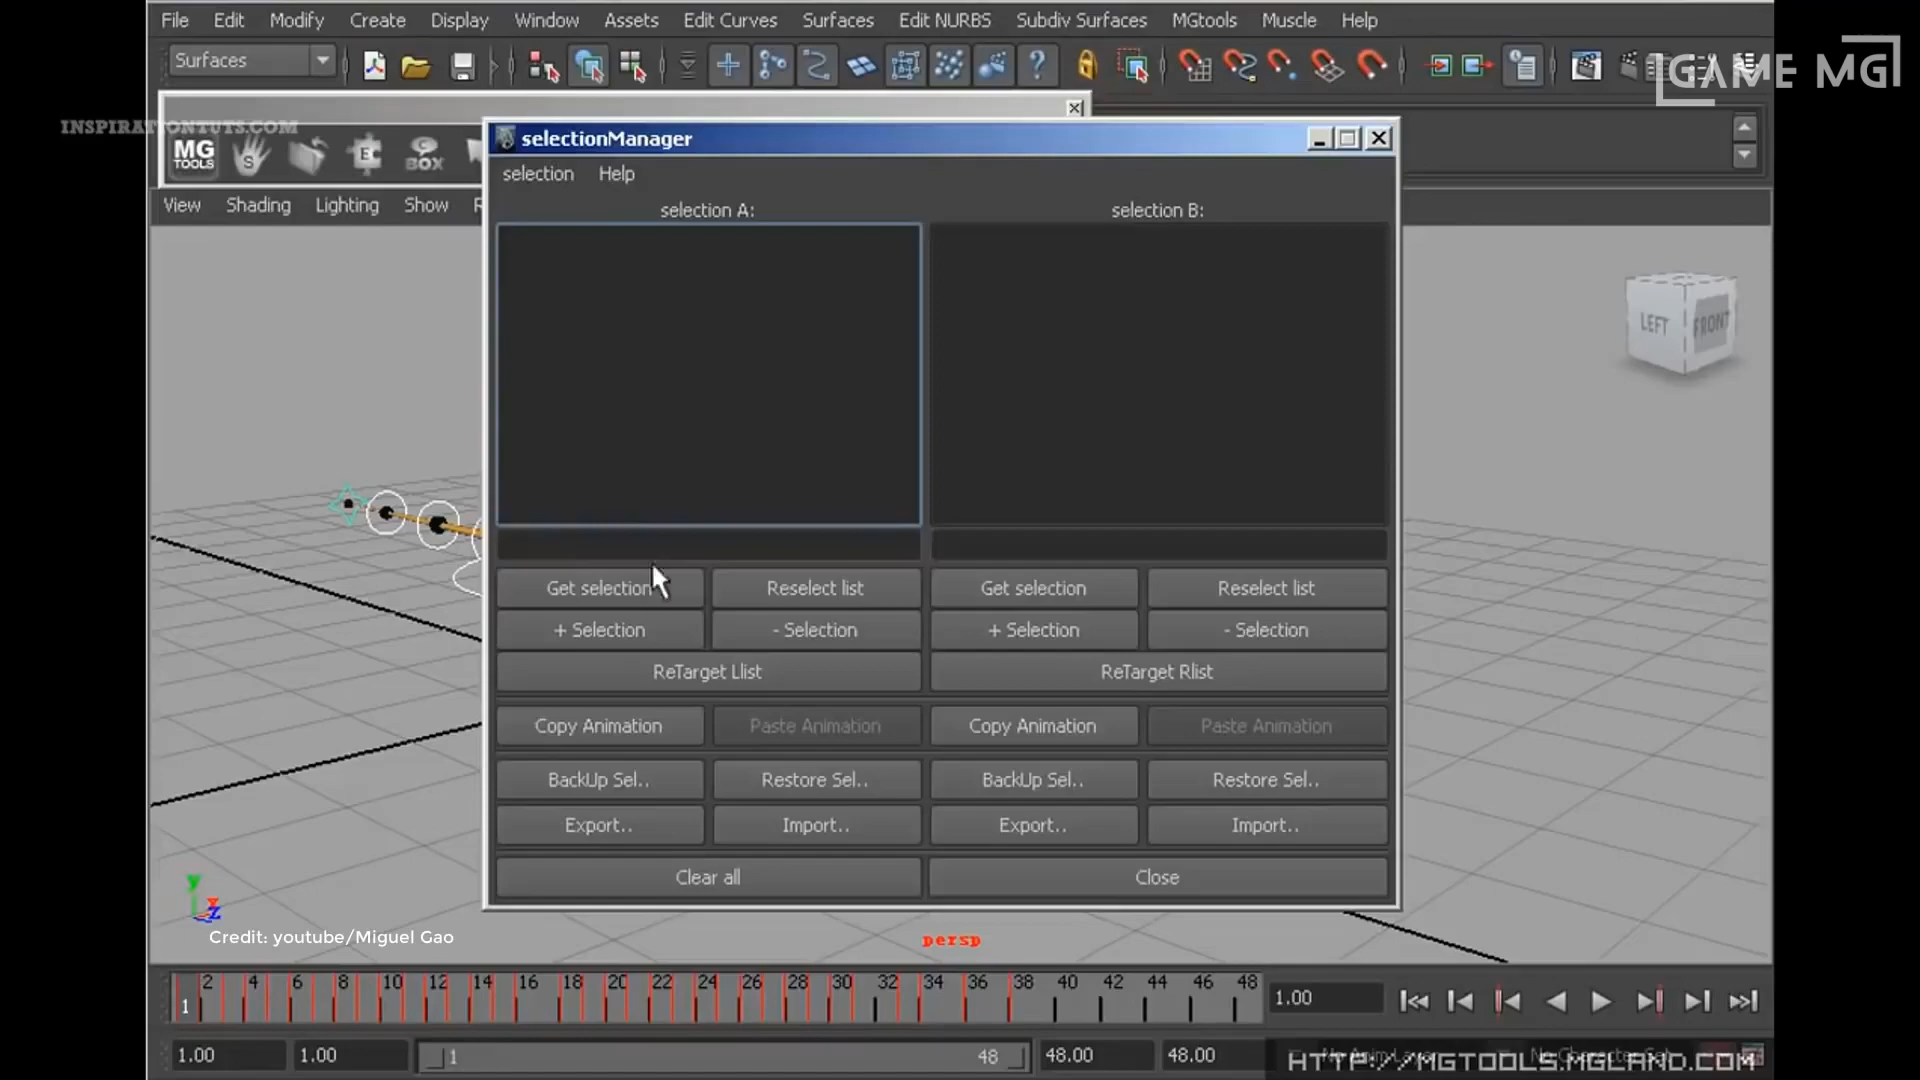 File Edit Modify Create Display Window Assets Edit Curves Surfaces Edit NURBS Subdiv Surfaces MGtools Muscle Help
Surfaces
GAME MG
INSPIRATIONTUTS.COM
MG TOOLS S E C BOX
selectionManager
selection Help
View Shading Lighting Show
selection A: selection B:
LEFT FRONT
Get selection Reselect list Get selection Reselect list
+ Selection - Selection + Selection - Selection
ReTarget Llist ReTarget Rlist
Copy Animation Paste Animation Copy Animation Paste Animation
BackUp Sel.. Restore Sel.. BackUp Sel.. Restore Sel..
Export.. Import.. Export.. Import..
Clear all Close
y
z
Credit: youtube/Miguel Gao
persp
2 4 6 8 10 12 14 16 18 20 22 24 26 28 30 32 34 36 38 40 42 44 46 48
1 1.00
1.00 1.00 1 48 48.00 48.00
HTTP://MGTOOLS.MGLAND.COM